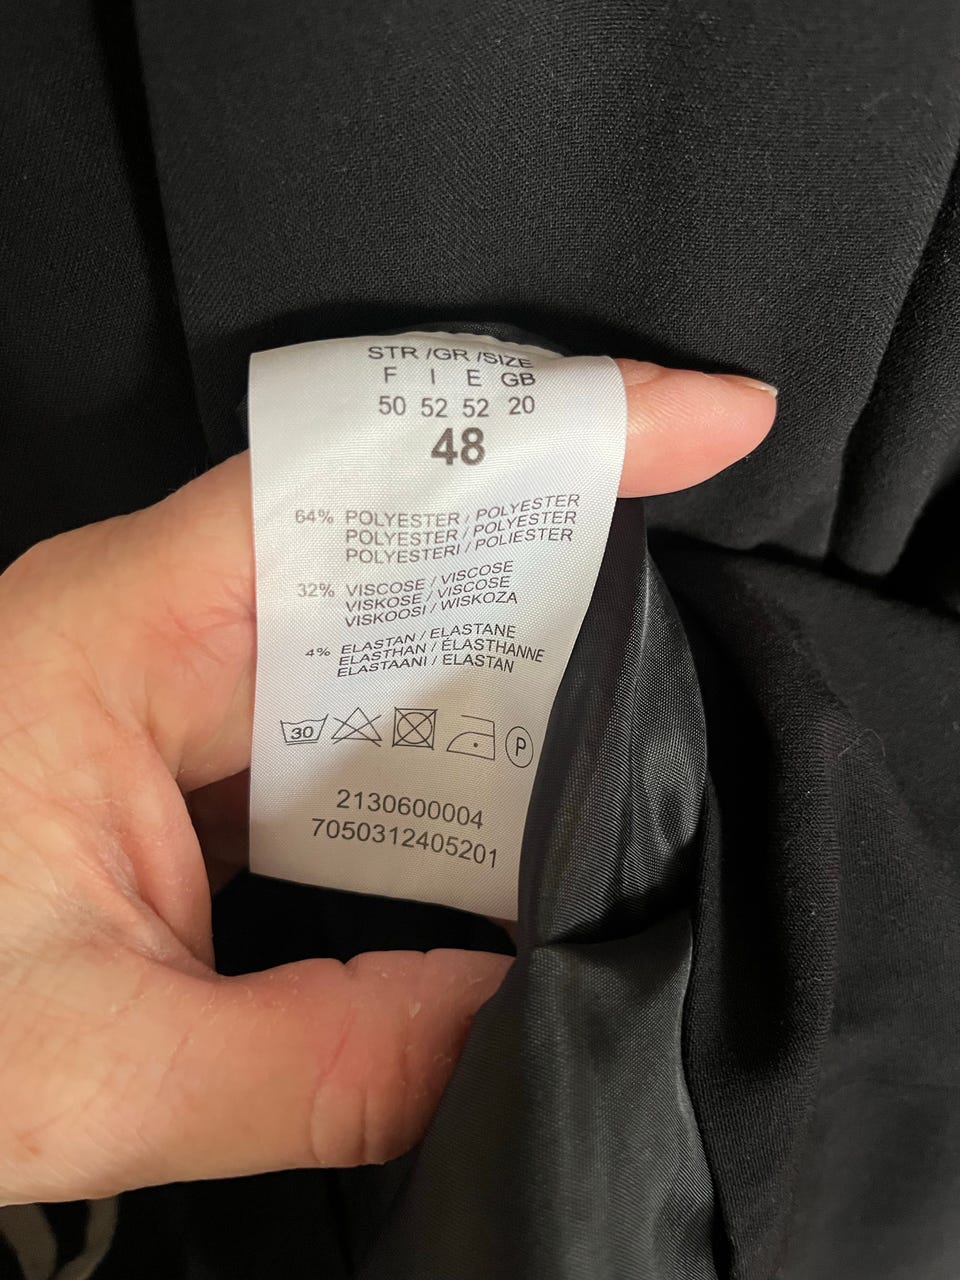 STR /GR /SIZE
F I E GB
50 52 52 20
48
64% POLYESTER / POLYESTER
POLYESTER / POLYESTER
POLYESTERI / POLIESTER
32% VISCOSE / VISCOSE
VISKOSE / VISCOSE
VISKOOSI / WISKOZA
4% ELASTAN / ELASTANE
ELASTHAN / ÉLASTHANNE
ELASTAANI / ELASTAN
30 P
2130600004
7050312405201